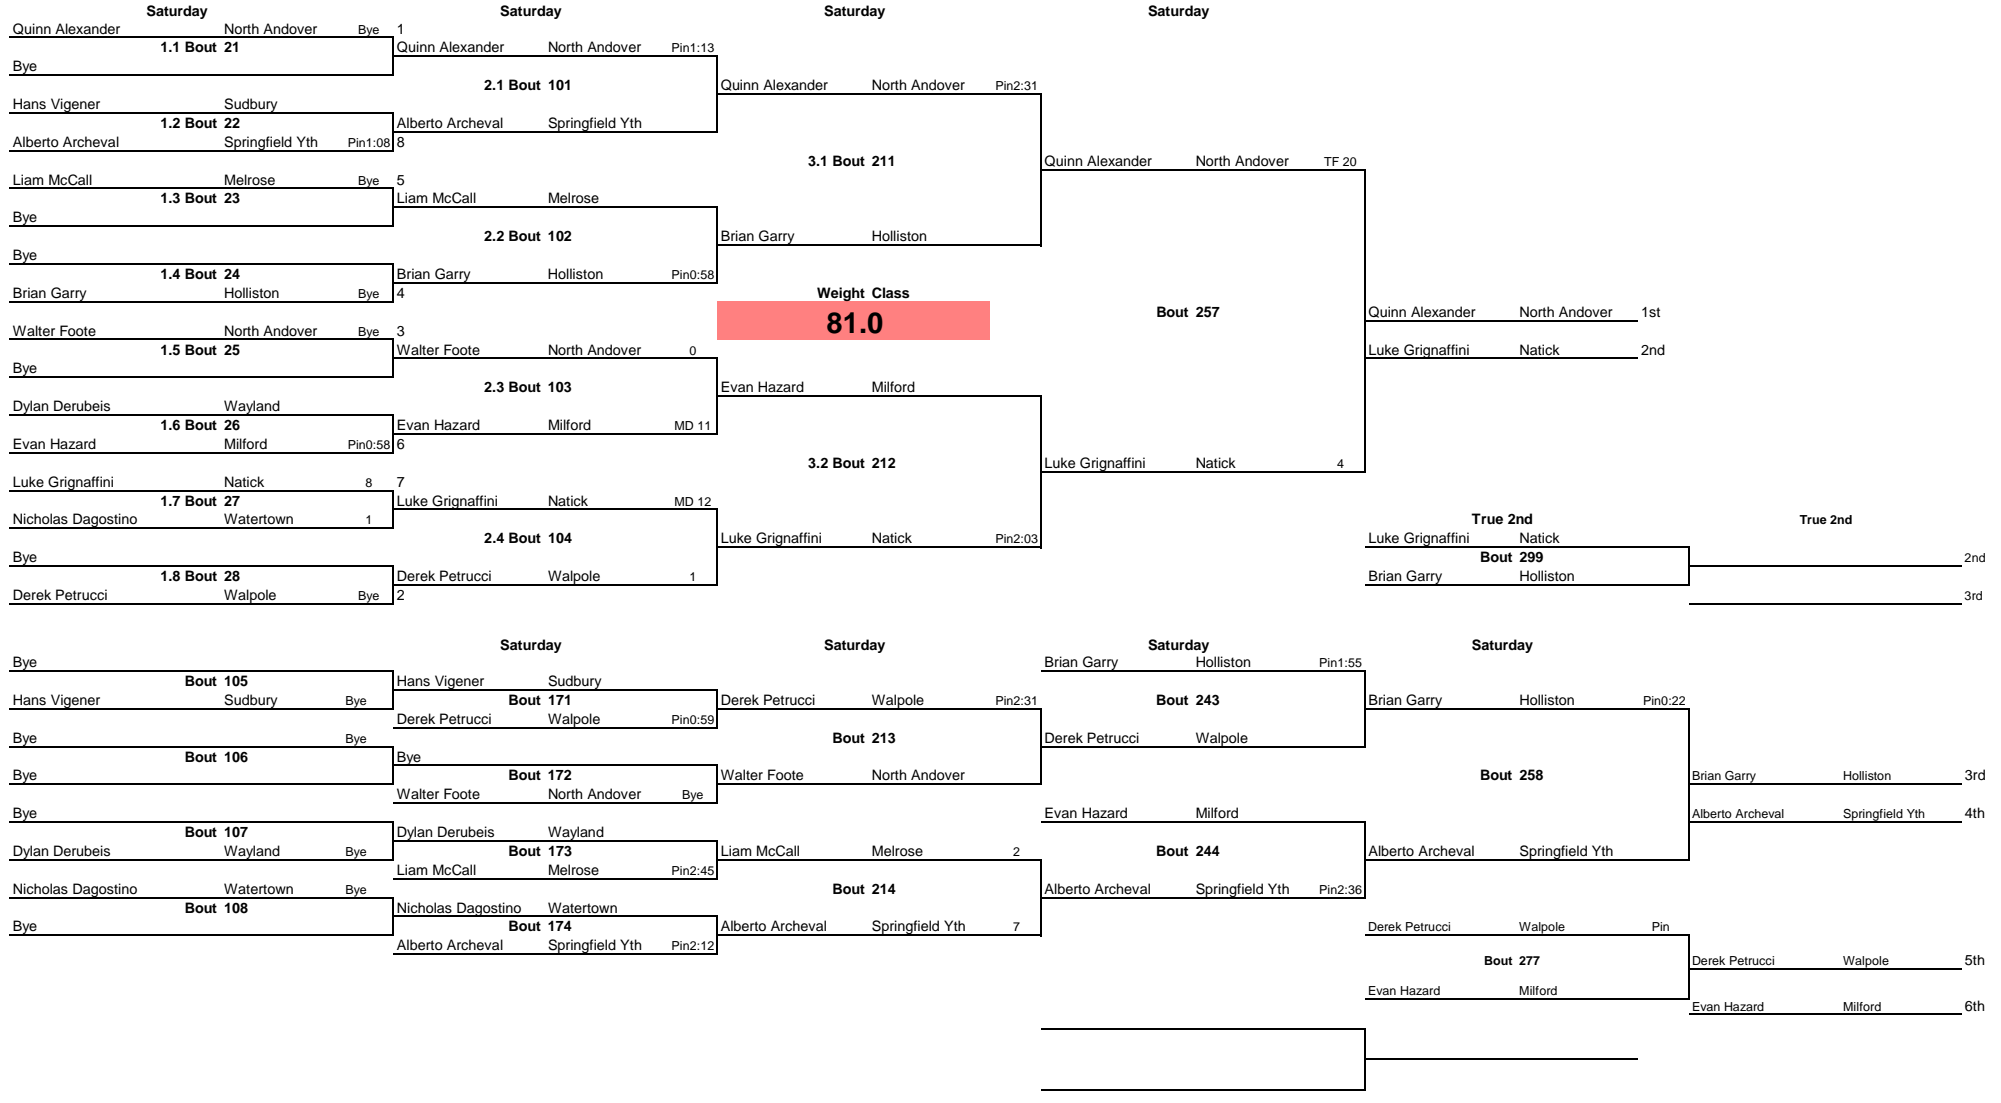 Saturday Saturday Saturday Saturday
Quinn Alexander North Andover Bye 1
1.1 Bout 21 Quinn Alexander North Andover Pin1:13
Bye
2.1 Bout 101 Quinn Alexander North Andover Pin2:31
Hans Vigener Sudbury
1.2 Bout 22 Alberto Archeval Springfield Yth
Alberto Archeval Springfield Yth Pin1:08 8
3.1 Bout 211 Quinn Alexander North Andover TF 20
Liam McCall Melrose Bye 5
1.3 Bout 23 Liam McCall Melrose
Bye
2.2 Bout 102 Brian Garry Holliston
Bye
1.4 Bout 24 Brian Garry Holliston Pin0:58
Brian Garry Holliston Bye 4 Weight Class
81.0 Bout 257 Quinn Alexander North Andover 1st
Walter Foote North Andover Bye 3
1.5 Bout 25 Walter Foote North Andover 0 Luke Grignaffini Natick 2nd
Bye
2.3 Bout 103 Evan Hazard Milford
Dylan Derubeis Wayland
1.6 Bout 26 Evan Hazard Milford MD 11
Evan Hazard Milford Pin0:58 6
3.2 Bout 212 Luke Grignaffini Natick 4
Luke Grignaffini Natick 8 7
1.7 Bout 27 Luke Grignaffini Natick MD 12
Nicholas Dagostino Watertown 1 True 2nd True 2nd
2.4 Bout 104 Luke Grignaffini Natick Pin2:03 Luke Grignaffini Natick
Bye Bout 299 2nd
1.8 Bout 28 Derek Petrucci Walpole 1 Brian Garry Holliston
Derek Petrucci Walpole Bye 2 3rd
Saturday Saturday Saturday Saturday
Bye Brian Garry Holliston Pin1:55
Bout 105 Hans Vigener Sudbury
Hans Vigener Sudbury Bye Bout 171 Derek Petrucci Walpole Pin2:31 Bout 243 Brian Garry Holliston Pin0:22
Derek Petrucci Walpole Pin0:59
Bye Bye Bout 213 Derek Petrucci Walpole
Bout 106 Bye
Bye Bout 172 Walter Foote North Andover Bout 258 Brian Garry Holliston 3rd
Walter Foote North Andover Bye
Bye Evan Hazard Milford Alberto Archeval Springfield Yth 4th
Bout 107 Dylan Derubeis Wayland
Dylan Derubeis Wayland Bye Bout 173 Liam McCall Melrose 2 Bout 244 Alberto Archeval Springfield Yth
Liam McCall Melrose Pin2:45
Nicholas Dagostino Watertown Bye Bout 214 Alberto Archeval Springfield Yth Pin2:36
Bout 108 Nicholas Dagostino Watertown
Bye Bout 174 Alberto Archeval Springfield Yth 7 Derek Petrucci Walpole Pin
Alberto Archeval Springfield Yth Pin2:12
Bout 277 Derek Petrucci Walpole 5th
Evan Hazard Milford
Evan Hazard Milford 6th